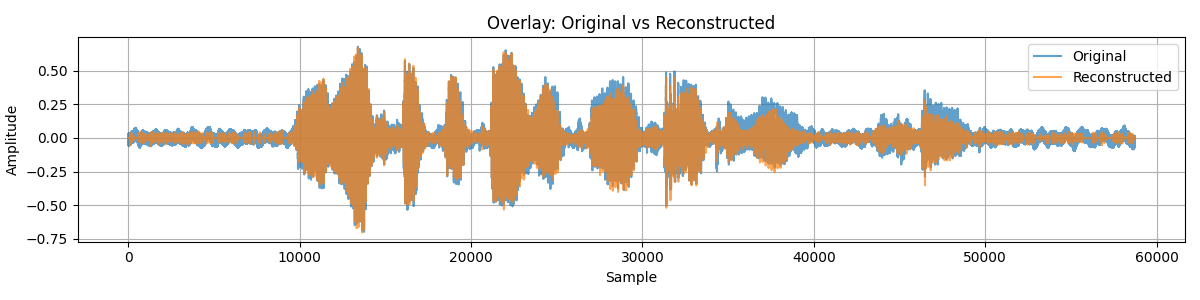 Overlay: Original vs Reconstructed
Original
Reconstructed
Amplitude
0.50
0.25
0.00
−0.25
−0.50
−0.75
0 10000 20000 30000 40000 50000 60000
Sample